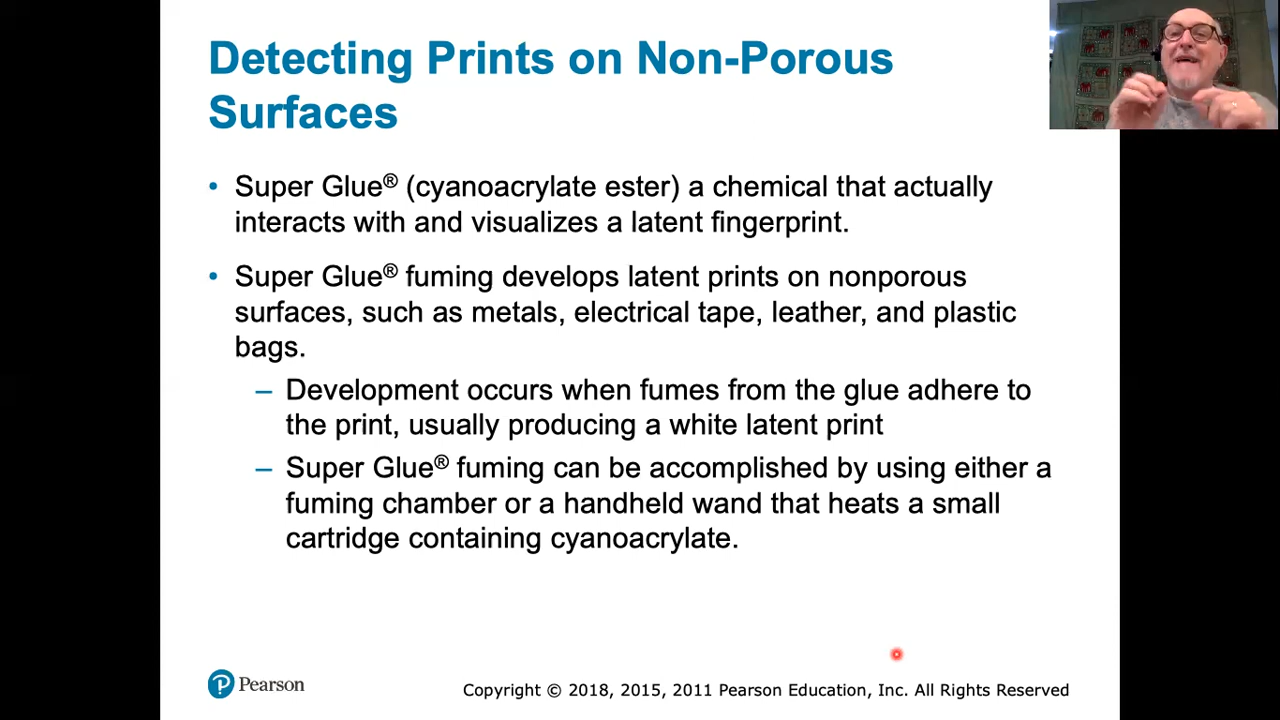 Detecting Prints on Non-Porous
Surfaces
• Super Glue® (cyanoacrylate ester) a chemical that actually
interacts with and visualizes a latent fingerprint.
• Super Glue® fuming develops latent prints on nonporous
surfaces, such as metals, electrical tape, leather, and plastic
bags.
– Development occurs when fumes from the glue adhere to
the print, usually producing a white latent print
– Super Glue® fuming can be accomplished by using either a
fuming chamber or a handheld wand that heats a small
cartridge containing cyanoacrylate.
P Pearson
Copyright © 2018, 2015, 2011 Pearson Education, Inc. All Rights Reserved